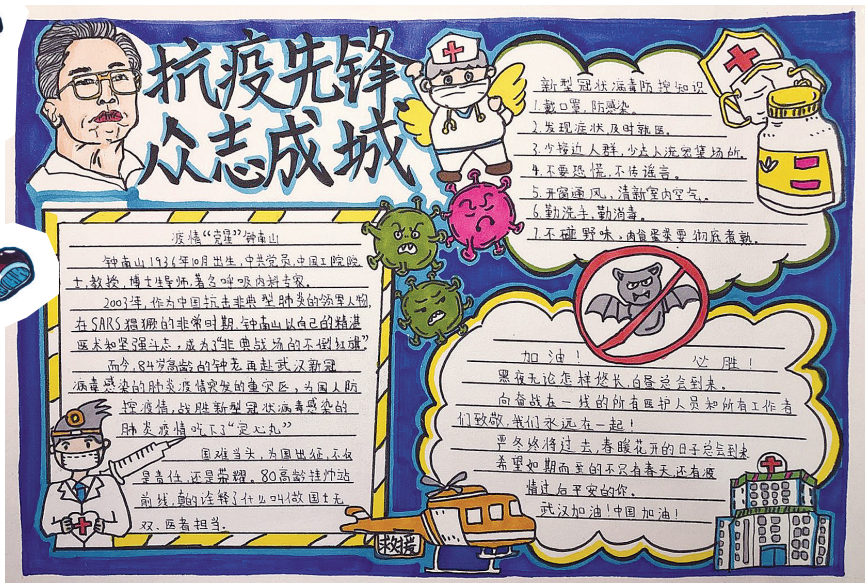 抗疫先锋
众志成城
疫情“克星”钟南山
钟南山1936年10月出生,中共党员,中国工程院院
士,教授,博士生导师,著名呼吸内科专家。
2003年,作为中国抗击非典型肺炎的领军人物,
在SARS猖獗的非常时期,钟南山以自己的精湛
医术和坚强斗志,成为了“非典战场的不倒红旗”
而今,84岁高龄的钟老再赴武汉新冠
病毒感染的肺炎疫情突发的重灾区,为国人防
控疫情,战胜新型冠状病毒感染的
肺炎疫情吃下了“定心丸”
国难当头,为国出征,不仅
是责任,还是荣耀。80高龄挂帅站
前线,真的诠释了什么叫做国士无
双、医者担当。
新型冠状病毒防控知识
1.戴口罩,防感染。
2.发现症状及时就医。
3.少接近人群,少去人流密集场所。
4.不要恐慌,不传谣言。
5.开窗通风,清新室内空气。
6.勤洗手,勤消毒。
7.不碰野味,肉食蛋类要彻底煮熟。
加油! 必胜!
黑夜无论怎样悠长,白昼总会到来。
向奋战在一线的所有医护人员和所有工作者
们致敬,我们永远在一起!
严冬终将过去,春暖花开的日子总会到来
希望如期而至的不只有春天,还有疫
情过后平安的你。
武汉加油!中国加油!
救援